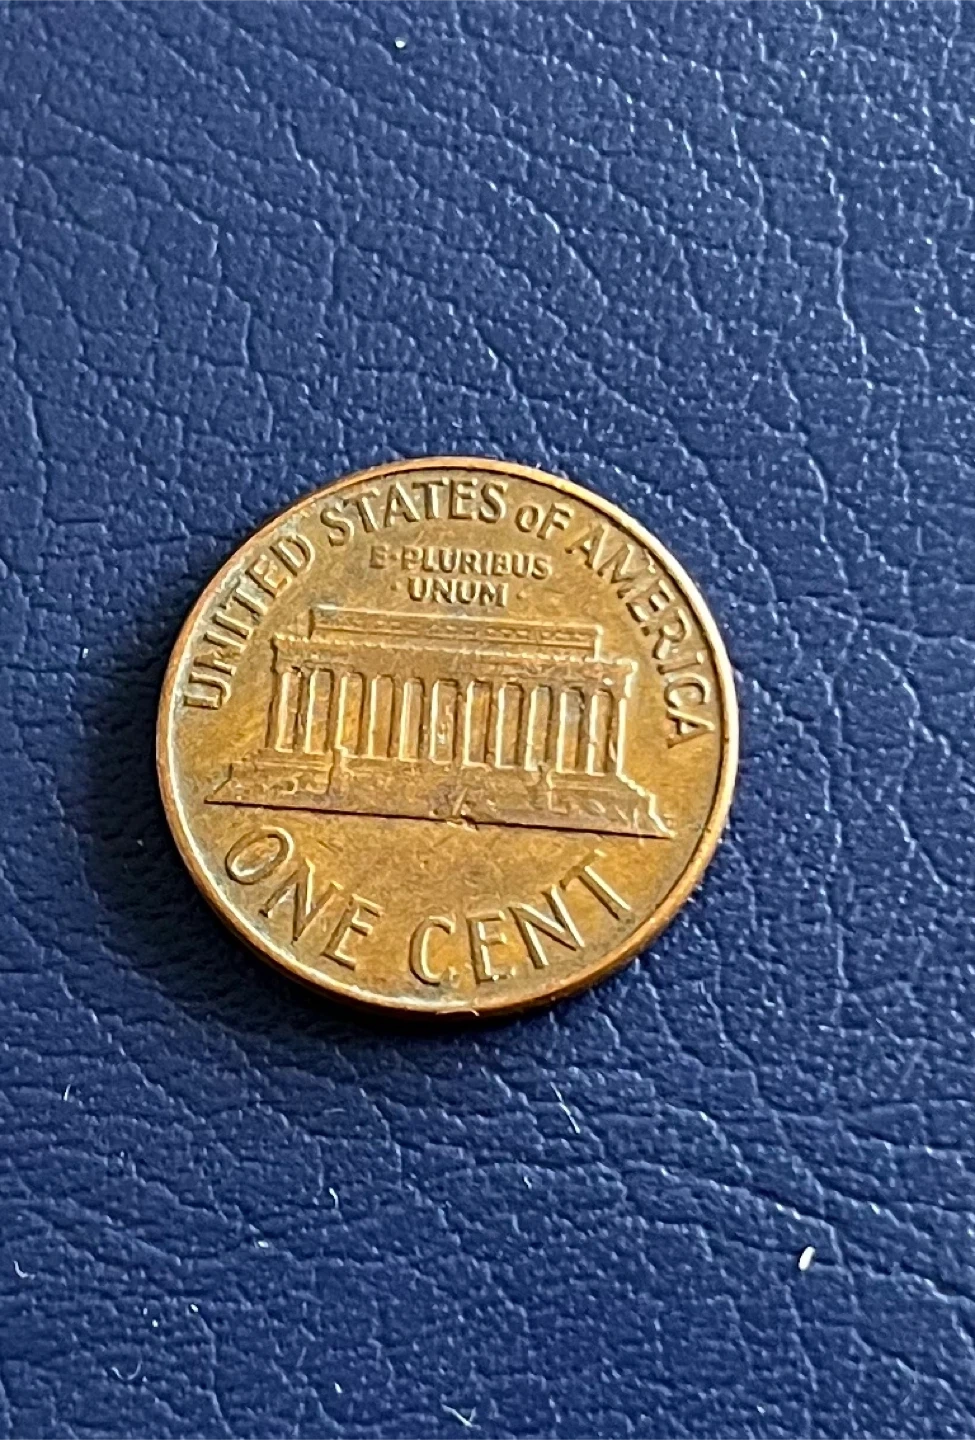 UNITED STATES oF AMERICA
E·PLURIBUS
·UNUM·
ONE CENT